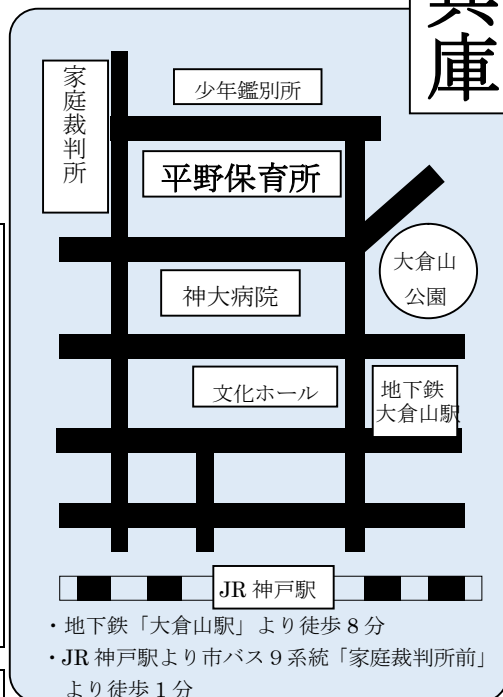 兵庫
家庭裁判所
少年鑑別所
平野保育所
大倉山
公園
神大病院
文化ホール
地下鉄
大倉山駅
JR 神戸駅
・地下鉄「大倉山駅」より徒歩 8 分
・JR 神戸駅より市バス 9 系統「家庭裁判所前」
より徒歩 1 分